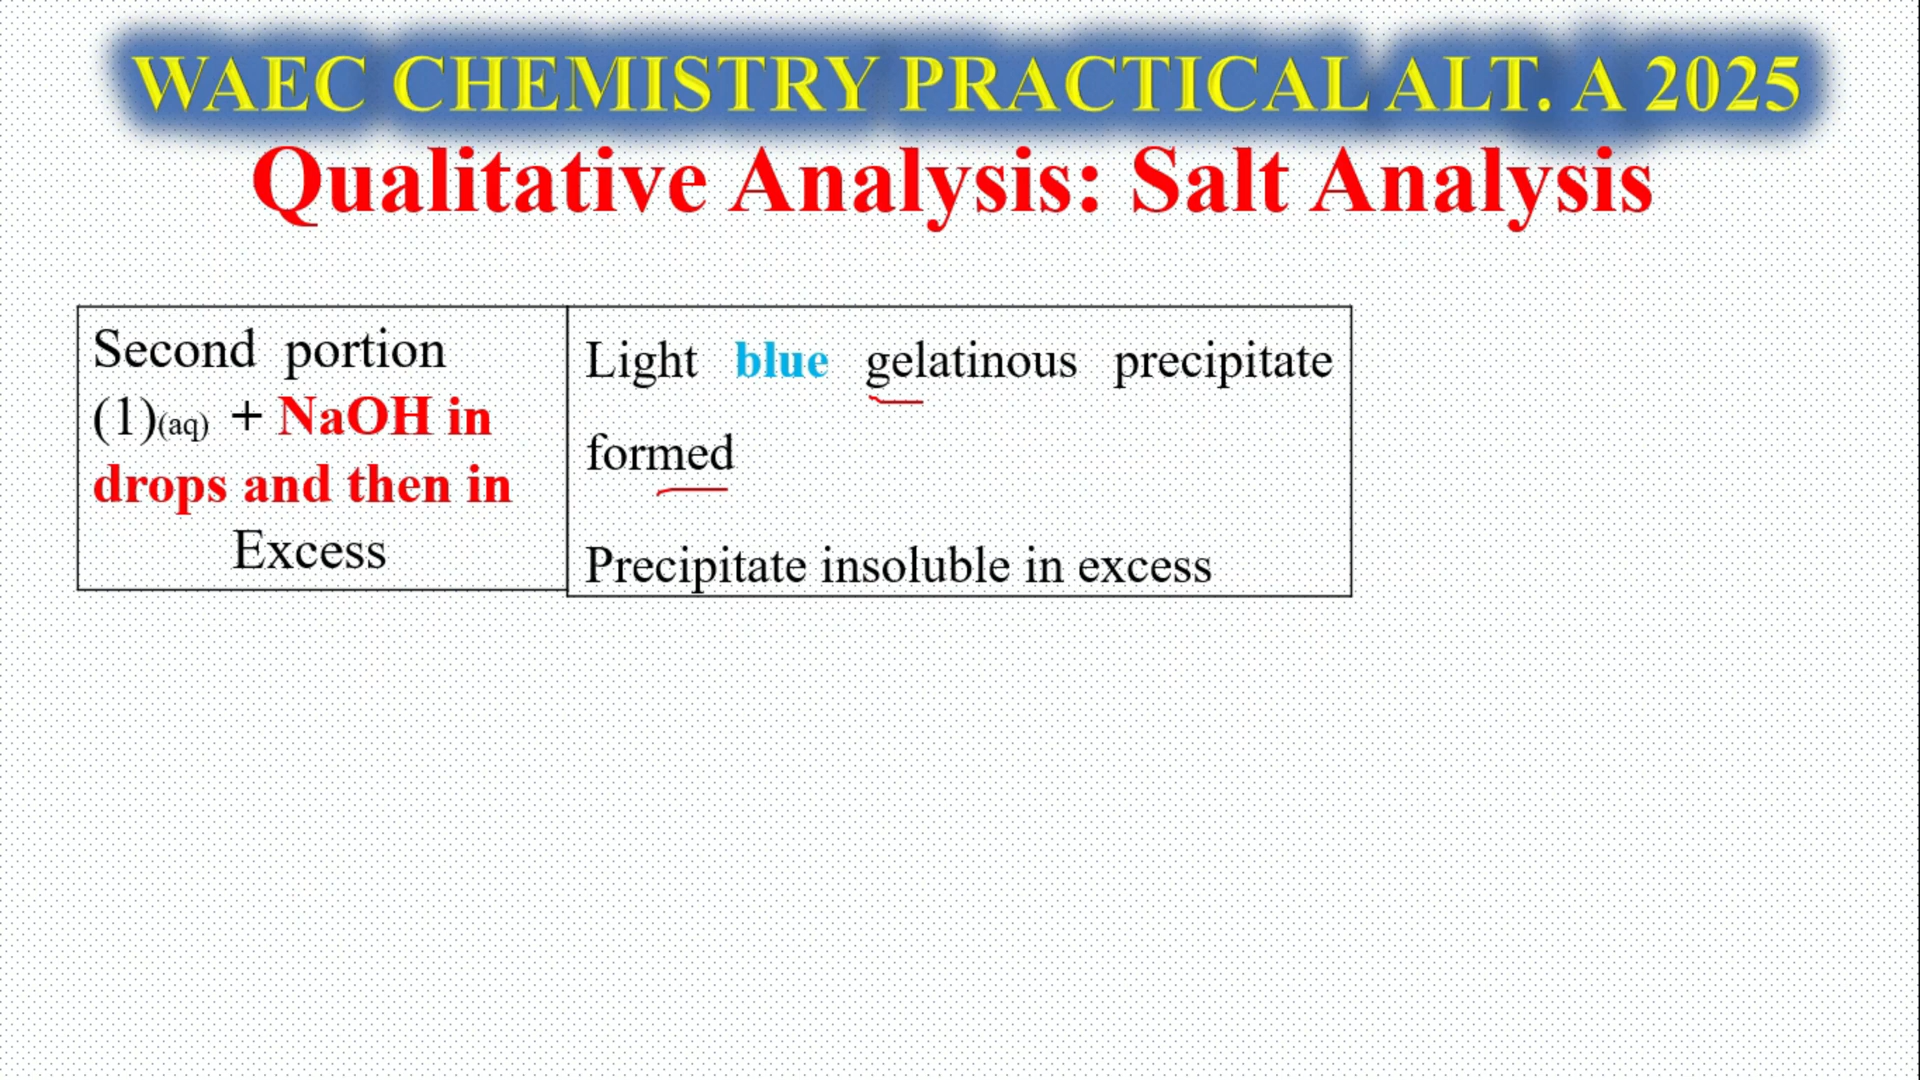 WAEC CHEMISTRY PRACTICAL ALT. A 2025
Qualitative Analysis: Salt Analysis
Second portion
(1)(aq) + NaOH in
drops and then in
Excess
Light blue gelatinous precipitate
formed
Precipitate insoluble in excess